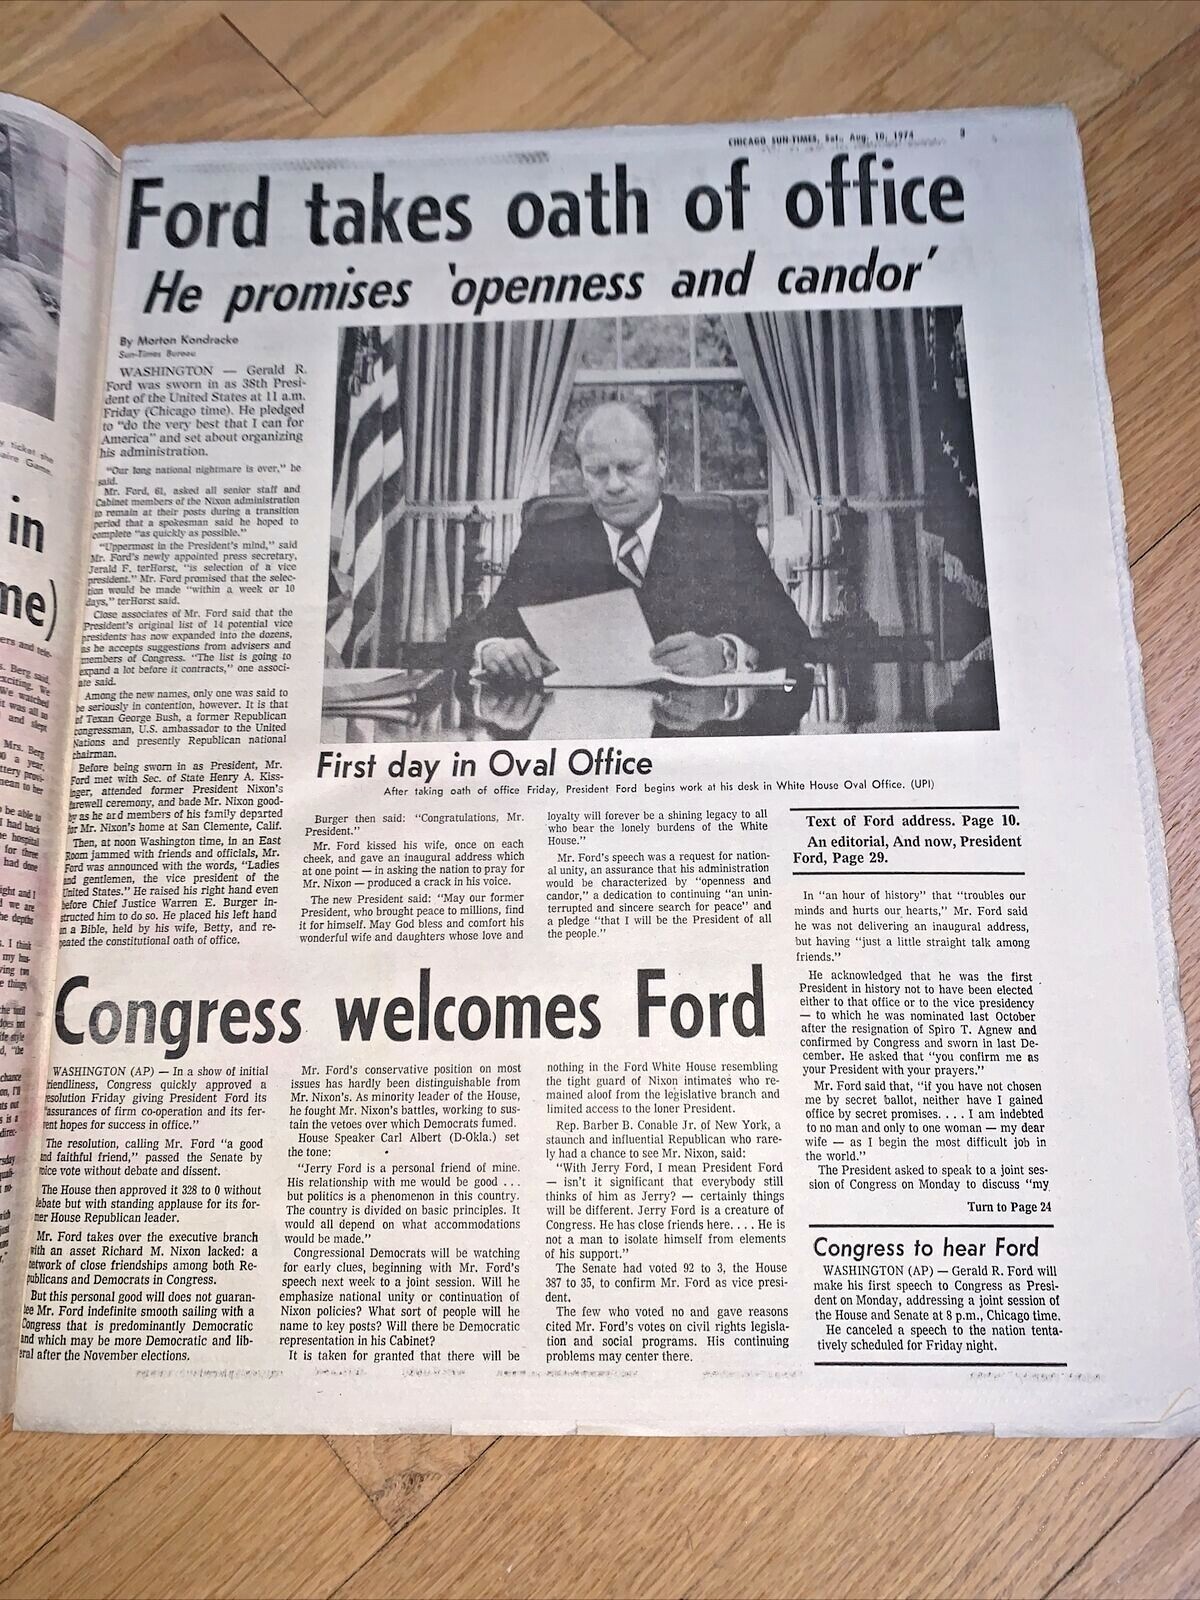 CHICAGO SUN-TIMES, Sat., Aug. 10, 1974 3
Ford takes oath of office
He promises 'openness and candor'
By Morton Kondracke
Sun-Times Bureau
WASHINGTON — Gerald R.
Ford was sworn in as 38th Presi-
dent of the United States at 11 a.m.
Friday (Chicago time). He pledged
to "do the very best that I can for
America" and set about organizing
his administration.
"Our long national nightmare is over," he
said.
Mr. Ford, 61, asked all senior staff and
Cabinet members of the Nixon administration
to remain at their posts during a transition
period that a spokesman said he hoped to
complete "as quickly as possible."
"Uppermost in the President's mind," said
Mr. Ford's newly appointed press secretary,
Jerald F. terHorst, "is selection of a vice
president." Mr. Ford promised that the selec-
tion would be made "within a week or 10
days," terHorst said.
Close associates of Mr. Ford said that the
President's original list of 14 potential vice
presidents has now expanded into the dozens,
as he accepts suggestions from advisers and
members of Congress. "The list is going to
expand a lot before it contracts," one associ-
ate said.
Among the new names, only one was said to
be seriously in contention, however. It is that
of Texan George Bush, a former Republican
congressman, U.S. ambassador to the United
Nations and presently Republican national
chairman.
Before being sworn in as President, Mr.
Ford met with Sec. of State Henry A. Kiss-
inger, attended former President Nixon's
farewell ceremony, and bade Mr. Nixon good-
by as he and members of his family departed
for Mr. Nixon's home at San Clemente, Calif.
Then, at noon Washington time, in an East
Room jammed with friends and officials, Mr.
Ford was announced with the words, "Ladies
and gentlemen, the vice president of the
United States." He raised his right hand even
before Chief Justice Warren E. Burger in-
structed him to do so. He placed his left hand
on a Bible, held by his wife, Betty, and re-
peated the constitutional oath of office.
First day in Oval Office
After taking oath of office Friday, President Ford begins work at his desk in White House Oval Office. (UPI)
Burger then said: "Congratulations, Mr.
President."
Mr. Ford kissed his wife, once on each
cheek, and gave an inaugural address which
at one point — in asking the nation to pray for
Mr. Nixon — produced a crack in his voice.
The new President said: "May our former
President, who brought peace to millions, find
it for himself. May God bless and comfort his
wonderful wife and daughters whose love and
loyalty will forever be a shining legacy to all
who bear the lonely burdens of the White
House."
Mr. Ford's speech was a request for nation-
al unity, an assurance that his administration
would be characterized by "openness and
candor," a dedication to continuing "an unin-
terrupted and sincere search for peace" and
a pledge "that I will be the President of all
the people."
Text of Ford address. Page 10.
An editorial, And now, President
Ford, Page 29.
In "an hour of history" that "troubles our
minds and hurts our hearts," Mr. Ford said
he was not delivering an inaugural address,
but having "just a little straight talk among
friends."
He acknowledged that he was the first
President in history not to have been elected
either to that office or to the vice presidency
— to which he was nominated last October
after the resignation of Spiro T. Agnew and
confirmed by Congress and sworn in last De-
cember. He asked that "you confirm me as
your President with your prayers."
Mr. Ford said that, "if you have not chosen
me by secret ballot, neither have I gained
office by secret promises. . . . I am indebted
to no man and only to one woman — my dear
wife — as I begin the most difficult job in
the world."
The President asked to speak to a joint ses-
sion of Congress on Monday to discuss "my
Turn to Page 24
Congress welcomes Ford
WASHINGTON (AP) — In a show of initial
friendliness, Congress quickly approved a
resolution Friday giving President Ford its
"assurances of firm co-operation and its fer-
vent hopes for success in office."
The resolution, calling Mr. Ford "a good
and faithful friend," passed the Senate by
voice vote without debate and dissent.
The House then approved it 328 to 0 without
debate but with standing applause for its for-
mer House Republican leader.
Mr. Ford takes over the executive branch
with an asset Richard M. Nixon lacked: a
network of close friendships among both Re-
publicans and Democrats in Congress.
But this personal good will does not guaran-
tee Mr. Ford indefinite smooth sailing with a
Congress that is predominantly Democratic
and which may be more Democratic and lib-
eral after the November elections.
Mr. Ford's conservative position on most
issues has hardly been distinguishable from
Mr. Nixon's. As minority leader of the House,
he fought Mr. Nixon's battles, working to sus-
tain the vetoes over which Democrats fumed.
House Speaker Carl Albert (D-Okla.) set
the tone:
"Jerry Ford is a personal friend of mine.
His relationship with me would be good . . .
but politics is a phenomenon in this country.
The country is divided on basic principles. It
would all depend on what accommodations
would be made."
Congressional Democrats will be watching
for early clues, beginning with Mr. Ford's
speech next week to a joint session. Will he
emphasize national unity or continuation of
Nixon policies? What sort of people will he
name to key posts? Will there be Democratic
representation in his Cabinet?
It is taken for granted that there will be
nothing in the Ford White House resembling
the tight guard of Nixon intimates who re-
mained aloof from the legislative branch and
limited access to the loner President.
Rep. Barber B. Conable Jr. of New York, a
staunch and influential Republican who rare-
ly had a chance to see Mr. Nixon, said:
"With Jerry Ford, I mean President Ford
— isn't it significant that everybody still
thinks of him as Jerry? — certainly things
will be different. Jerry Ford is a creature of
Congress. He has close friends here. . . . He is
not a man to isolate himself from elements
of his support."
The Senate had voted 92 to 3, the House
387 to 35, to confirm Mr. Ford as vice presi-
dent.
The few who voted no and gave reasons
cited Mr. Ford's votes on civil rights legisla-
tion and social programs. His continuing
problems may center there.
Congress to hear Ford
WASHINGTON (AP) — Gerald R. Ford will
make his first speech to Congress as Presi-
dent on Monday, addressing a joint session of
the House and Senate at 8 p.m., Chicago time.
He canceled a speech to the nation tenta-
tively scheduled for Friday night.